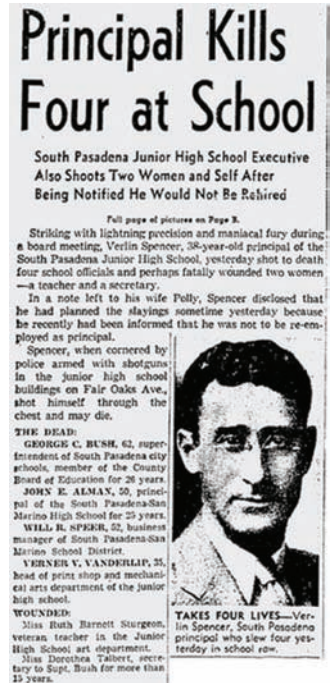 Principal Kills
Four at School
South Pasadena Junior High School Executive
Also Shoots Two Women and Self After
Being Notified He Would Not Be Rehired
Full page of pictures on Page B.
Striking with lightning precision and maniacal fury during
a board meeting, Verlin Spencer, 38-year-old principal of the
South Pasadena Junior High School, yesterday shot to death
four school officials and perhaps fatally wounded two women
—a teacher and a secretary.
In a note left to his wife Polly, Spencer disclosed that
he had planned the slayings sometime yesterday because
he recently had been informed that he was not to be re-em-
ployed as principal.
Spencer, when cornered by
police armed with shotguns
in the junior high school
buildings on Fair Oaks Ave.,
shot himself through the
chest and may die.
THE DEAD:
GEORGE C. BUSH, 62, super-
intendent of South Pasadena city
schools, member of the County
Board of Education for 26 years.
JOHN E. ALMAN, 50, princi-
pal of the South Pasadena-San
Marino High School for 25 years.
WILL R. SPEER, 52, business
manager of South Pasadena-San
Marino School District.
VERNER V. VANDERLIP, 35,
head of print shop and mechani-
cal arts department of the junior
high school.
WOUNDED:
Miss Ruth Barnett Sturgeon,
veteran teacher in the Junior
High School art department.
Miss Dorothea Talbert, secre-
tary to Supt. Bush for more than
15 years.
TAKES FOUR LIVES—Ver-
lin Spencer, South Pasadena
principal who slew four yes-
terday in school row.